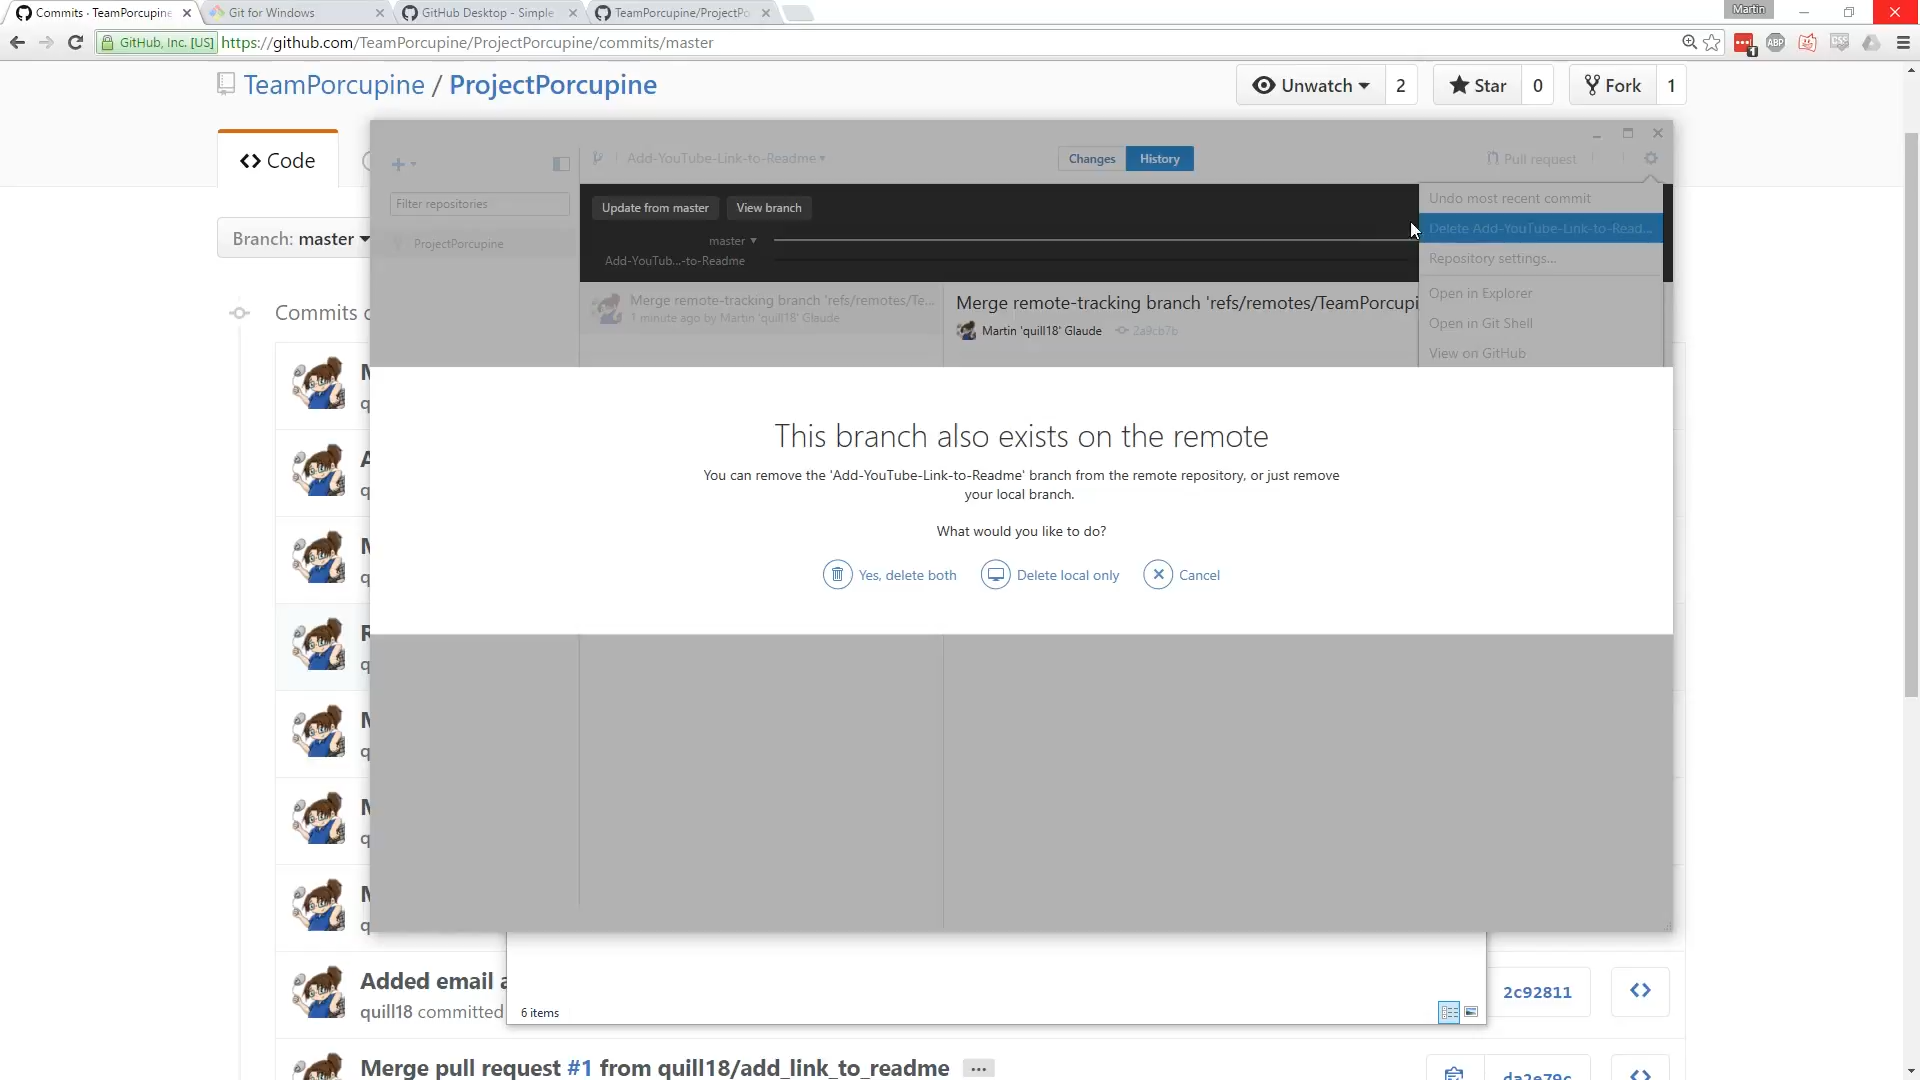 Commits · TeamPorcupine
Git for Windows
GitHub Desktop - Simple
TeamPorcupine/ProjectPo
Martin
GitHub, Inc. [US]
https://github.com/TeamPorcupine/ProjectPorcupine/commits/master
1
ABP
CSS
TeamPorcupine / ProjectPorcupine
Unwatch 2
Star 0
Fork 1
Code
Branch: master
Add-YouTube-Link-to-Readme
Changes
History
Pull request
Filter repositories
ProjectPorcupine
Update from master
View branch
master
Add-YouTub...-to-Readme
Undo most recent commit
Delete Add-YouTube-Link-to-Read...
Repository settings...
Open in Explorer
Open in Git Shell
View on GitHub
Commits
Merge remote-tracking branch 'refs/remotes/Te...
1 minute ago by Martin 'quill18' Glaude
Merge remote-tracking branch 'refs/remotes/TeamPorcupi
Martin 'quill18' Glaude
2a9cb7b
This branch also exists on the remote
You can remove the 'Add-YouTube-Link-to-Readme' branch from the remote repository, or just remove
your local branch.
What would you like to do?
Yes, delete both
Delete local only
Cancel
Added email
quill18 committed
6 items
2c92811
Merge pull request #1 from quill18/add_link_to_readme
...
da2e79c